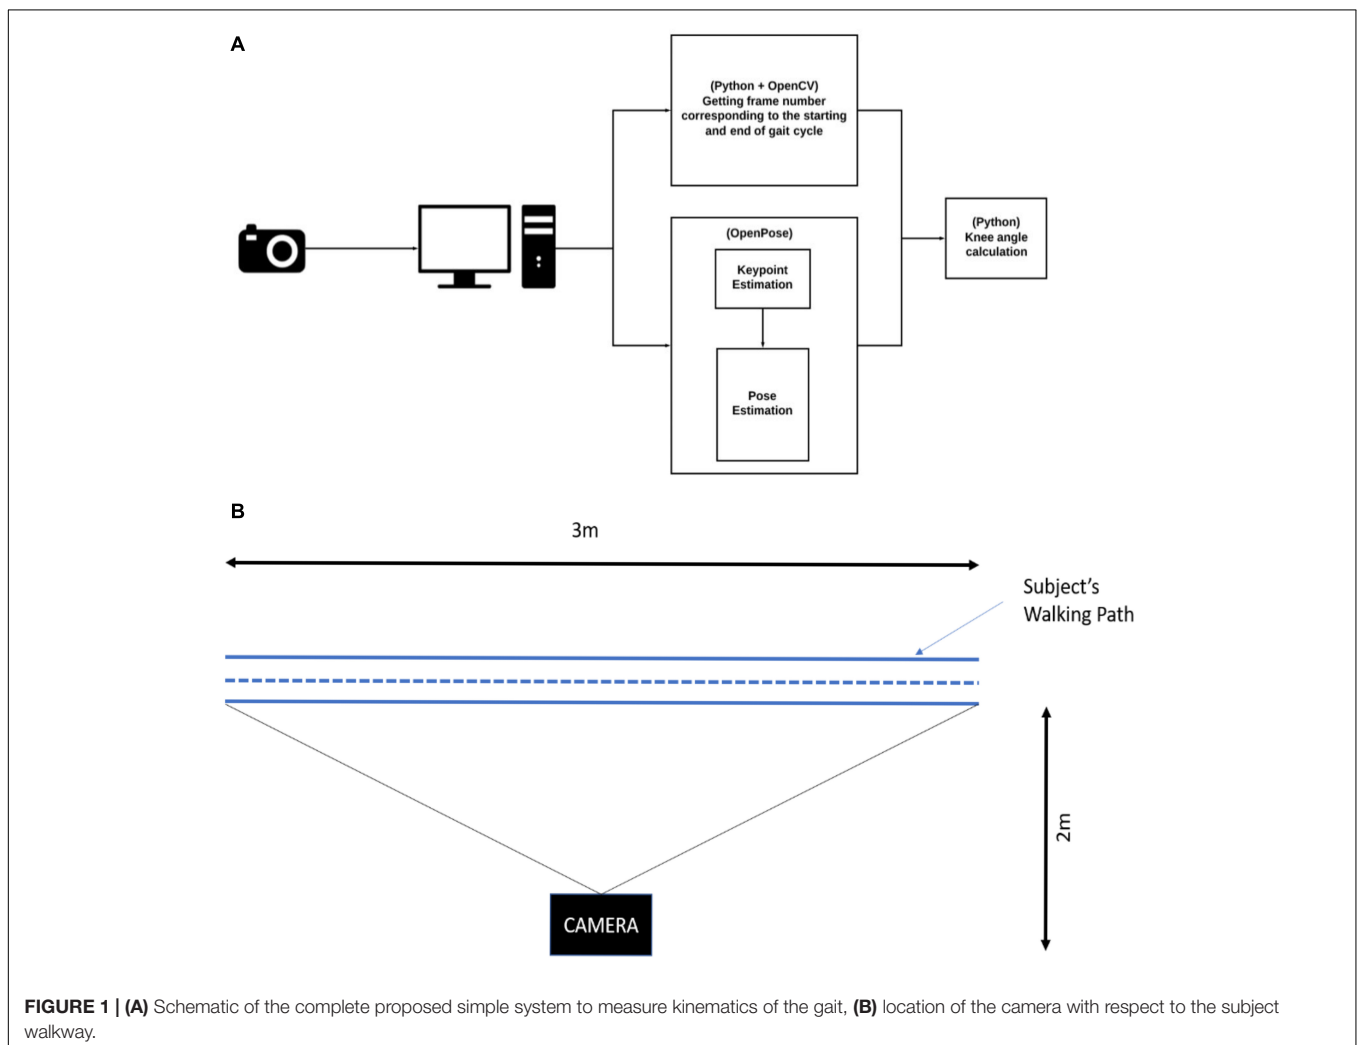 A
(Python + OpenCV)
Getting frame number
corresponding to the starting
and end of gait cycle
(OpenPose)
Keypoint
Estimation
Pose
Estimation
(Python)
Knee angle
calculation
B
3m
Subject's
Walking Path
2m
CAMERA
FIGURE 1 | (A) Schematic of the complete proposed simple system to measure kinematics of the gait, (B) location of the camera with respect to the subject
walkway.